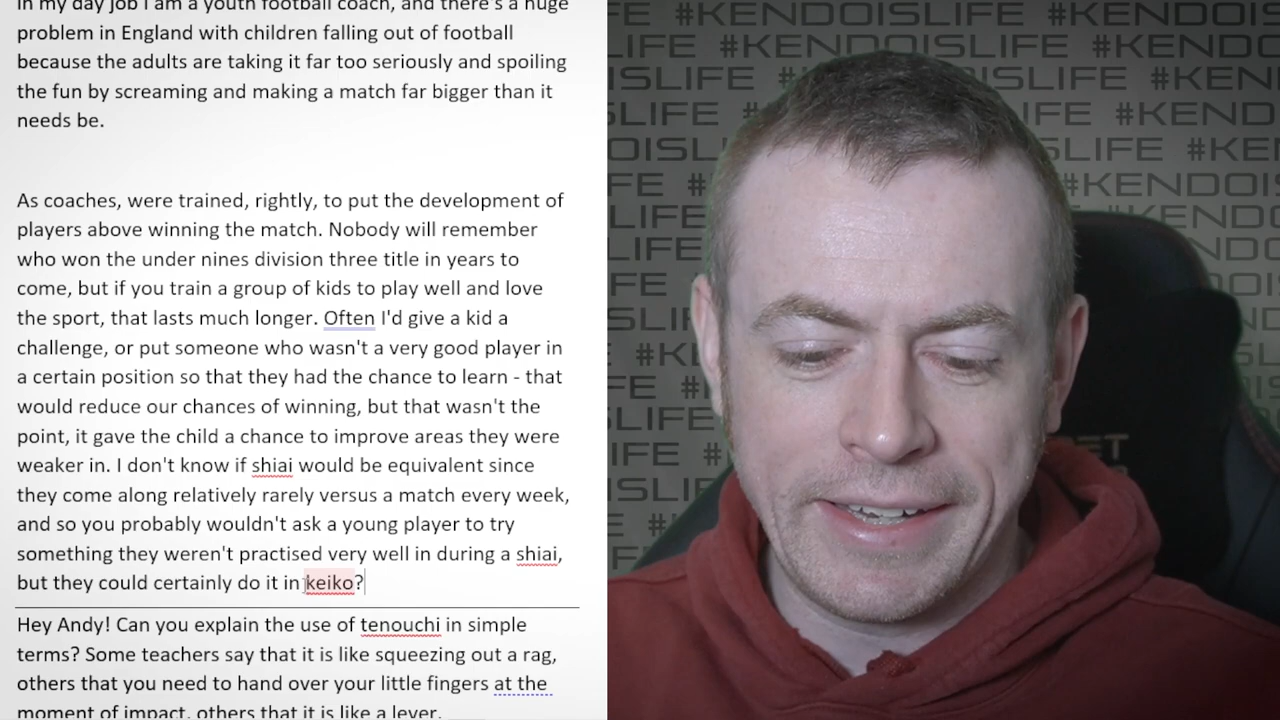 In my day job I am a youth football coach, and there's a huge
problem in England with children falling out of football
because the adults are taking it far too seriously and spoiling
the fun by screaming and making a match far bigger than it
needs be.
As coaches, were trained, rightly, to put the development of
players above winning the match. Nobody will remember
who won the under nines division three title in years to
come, but if you train a group of kids to play well and love
the sport, that lasts much longer. Often I'd give a kid a
challenge, or put someone who wasn't a very good player in
a certain position so that they had the chance to learn - that
would reduce our chances of winning, but that wasn't the
point, it gave the child a chance to improve areas they were
weaker in. I don't know if shiai would be equivalent since
they come along relatively rarely versus a match every week,
and so you probably wouldn't ask a young player to try
something they weren't practised very well in during a shiai,
but they could certainly do it in keiko?
Hey Andy! Can you explain the use of tenouchi in simple
terms? Some teachers say that it is like squeezing out a rag,
others that you need to hand over your little fingers at the
moment of impact, others that it is like a lever.
#KENDOISLIFE #KENDOISLIFE
LIFE #KENDOISLIFE #KENDOIS
ISLIFE #KENDOISLIFE #KEN